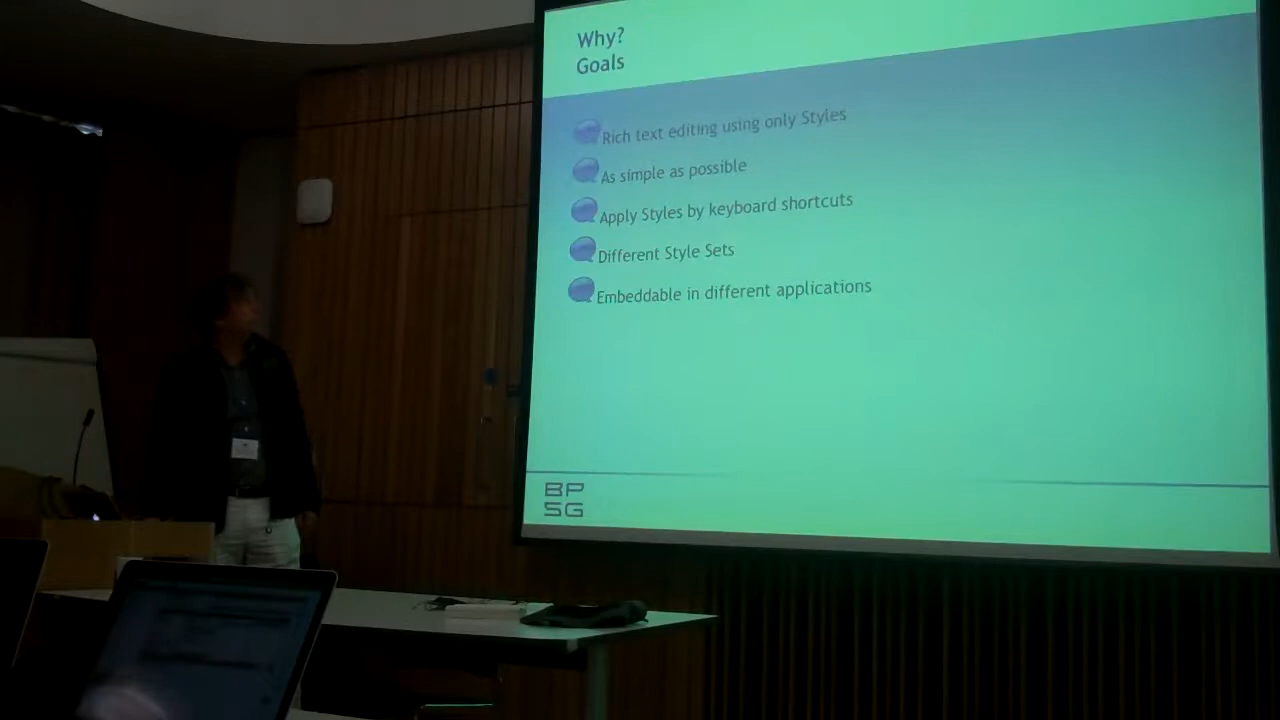 Why?
Goals
Rich text editing using only Styles
As simple as possible
Apply Styles by keyboard shortcuts
Different Style Sets
Embeddable in different applications
BP
SG